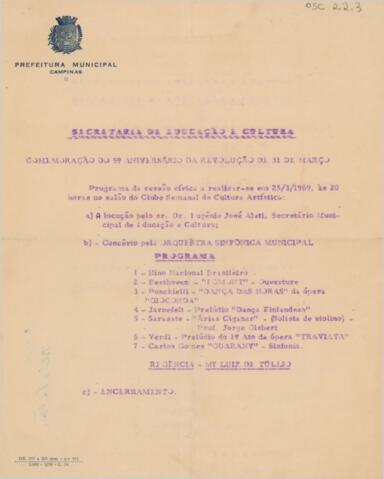 OSC 2.2.3
PREFEITURA MUNICIPAL
CAMPINAS
SECRETARIA DE EDUCAÇÃO E CULTURA
COMEMORAÇÃO DO 5º ANIVERSÁRIO DA REVOLUÇÃO DE 31 DE MARÇO
Programa da sessão cívica a realizar-se em 25/3/1969, às 20
horas no salão do Clube Semanal de Cultura Artística:
a) Alocução pelo sr. Dr. Eugênio José Alati, Secretário Muni-
cipal de Educação e Cultura;
b) - Concêrto pela ORQUESTRA SINFÔNICA MUNICIPAL
PROGRAMA
1 - Hino Nacional Brasileiro
2 - Beethoven- "EGMONT" - Ouverture
3 - Ponchielli - "DANÇA DAS HORAS" da ópera
"GIOCONDA"
4 - Jarnefelt - Prelúdio "Dança Finlandesa"
5 - Sarasate - "Árias Ciganas" - (Solista de violino) -
Prof. Jorge Gisbert
6 - Verdi - Prelúdio do 1º Ato da ópera "TRAVIATA"
7 - Carlos Gomes "GUARANY" - Sinfonia.
REGÊNCIA - Mº LUIZ DE TÚLLIO
c) - ENCERRAMENTO.